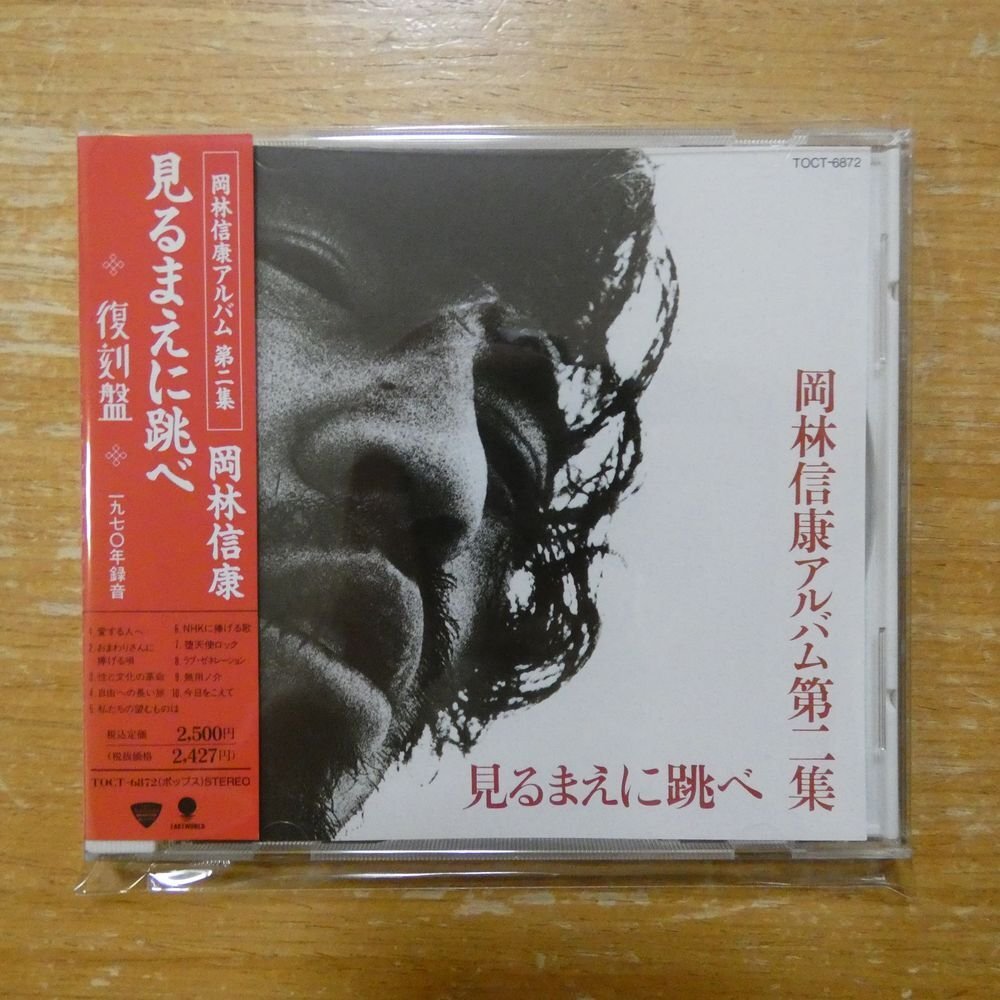 岡林信康アルバム 第二集
岡林信康
見るまえに跳べ
復刻盤
一九七〇年録音
1. 愛する人へ
2. おまわりさんに
捧げる唄
3. 性と文化の革命
4. 自由への長い旅
5. 私たちの望むものは
6. NHKに捧げる歌
7. 堕天使ロック
8. ラブ・ゼネレーション
9. 無用ノ介
10. 今日をこえて
税込定価 2,500円
(税抜価格 2,427円)
TOCT-6872(ポップス)STEREO
EASTWORLD
TOCT-6872
岡林信康アルバム第二集
見るまえに跳べ